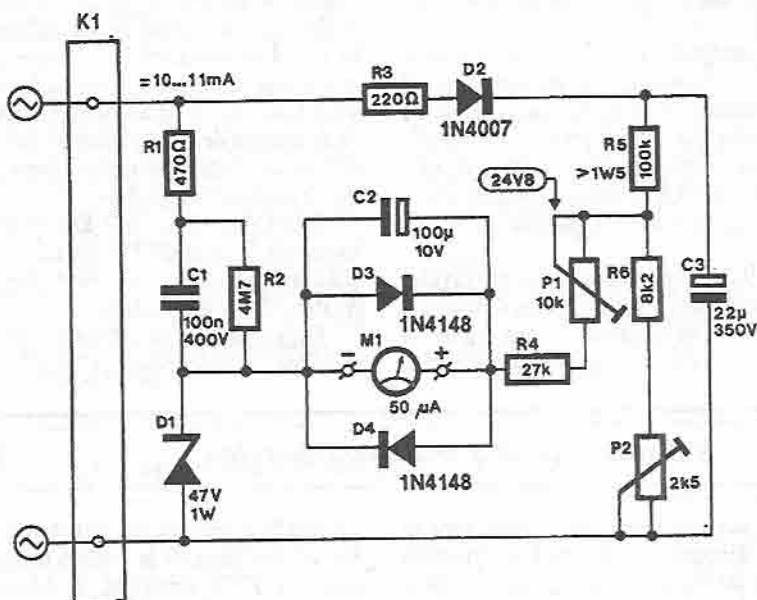 K1
=10...11mA
R3
220Ω
D2
1N4007
R1
470Ω
R5
100k
>1W5
24V8
C2
100µ
10V
C1
100n
400V
R2
4M7
D3
1N4148
P1
10k
R6
8k2
C3
22µ
350V
M1
-
+
50 µA
R4
27k
D1
47V
1W
D4
1N4148
P2
2k5